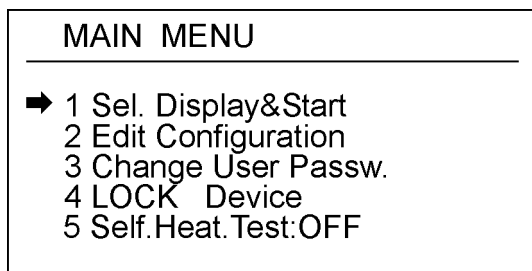 MAIN MENU
➡ 1 Sel. Display&Start
2 Edit Configuration
3 Change User Passw.
4 LOCK Device
5 Self.Heat.Test:OFF